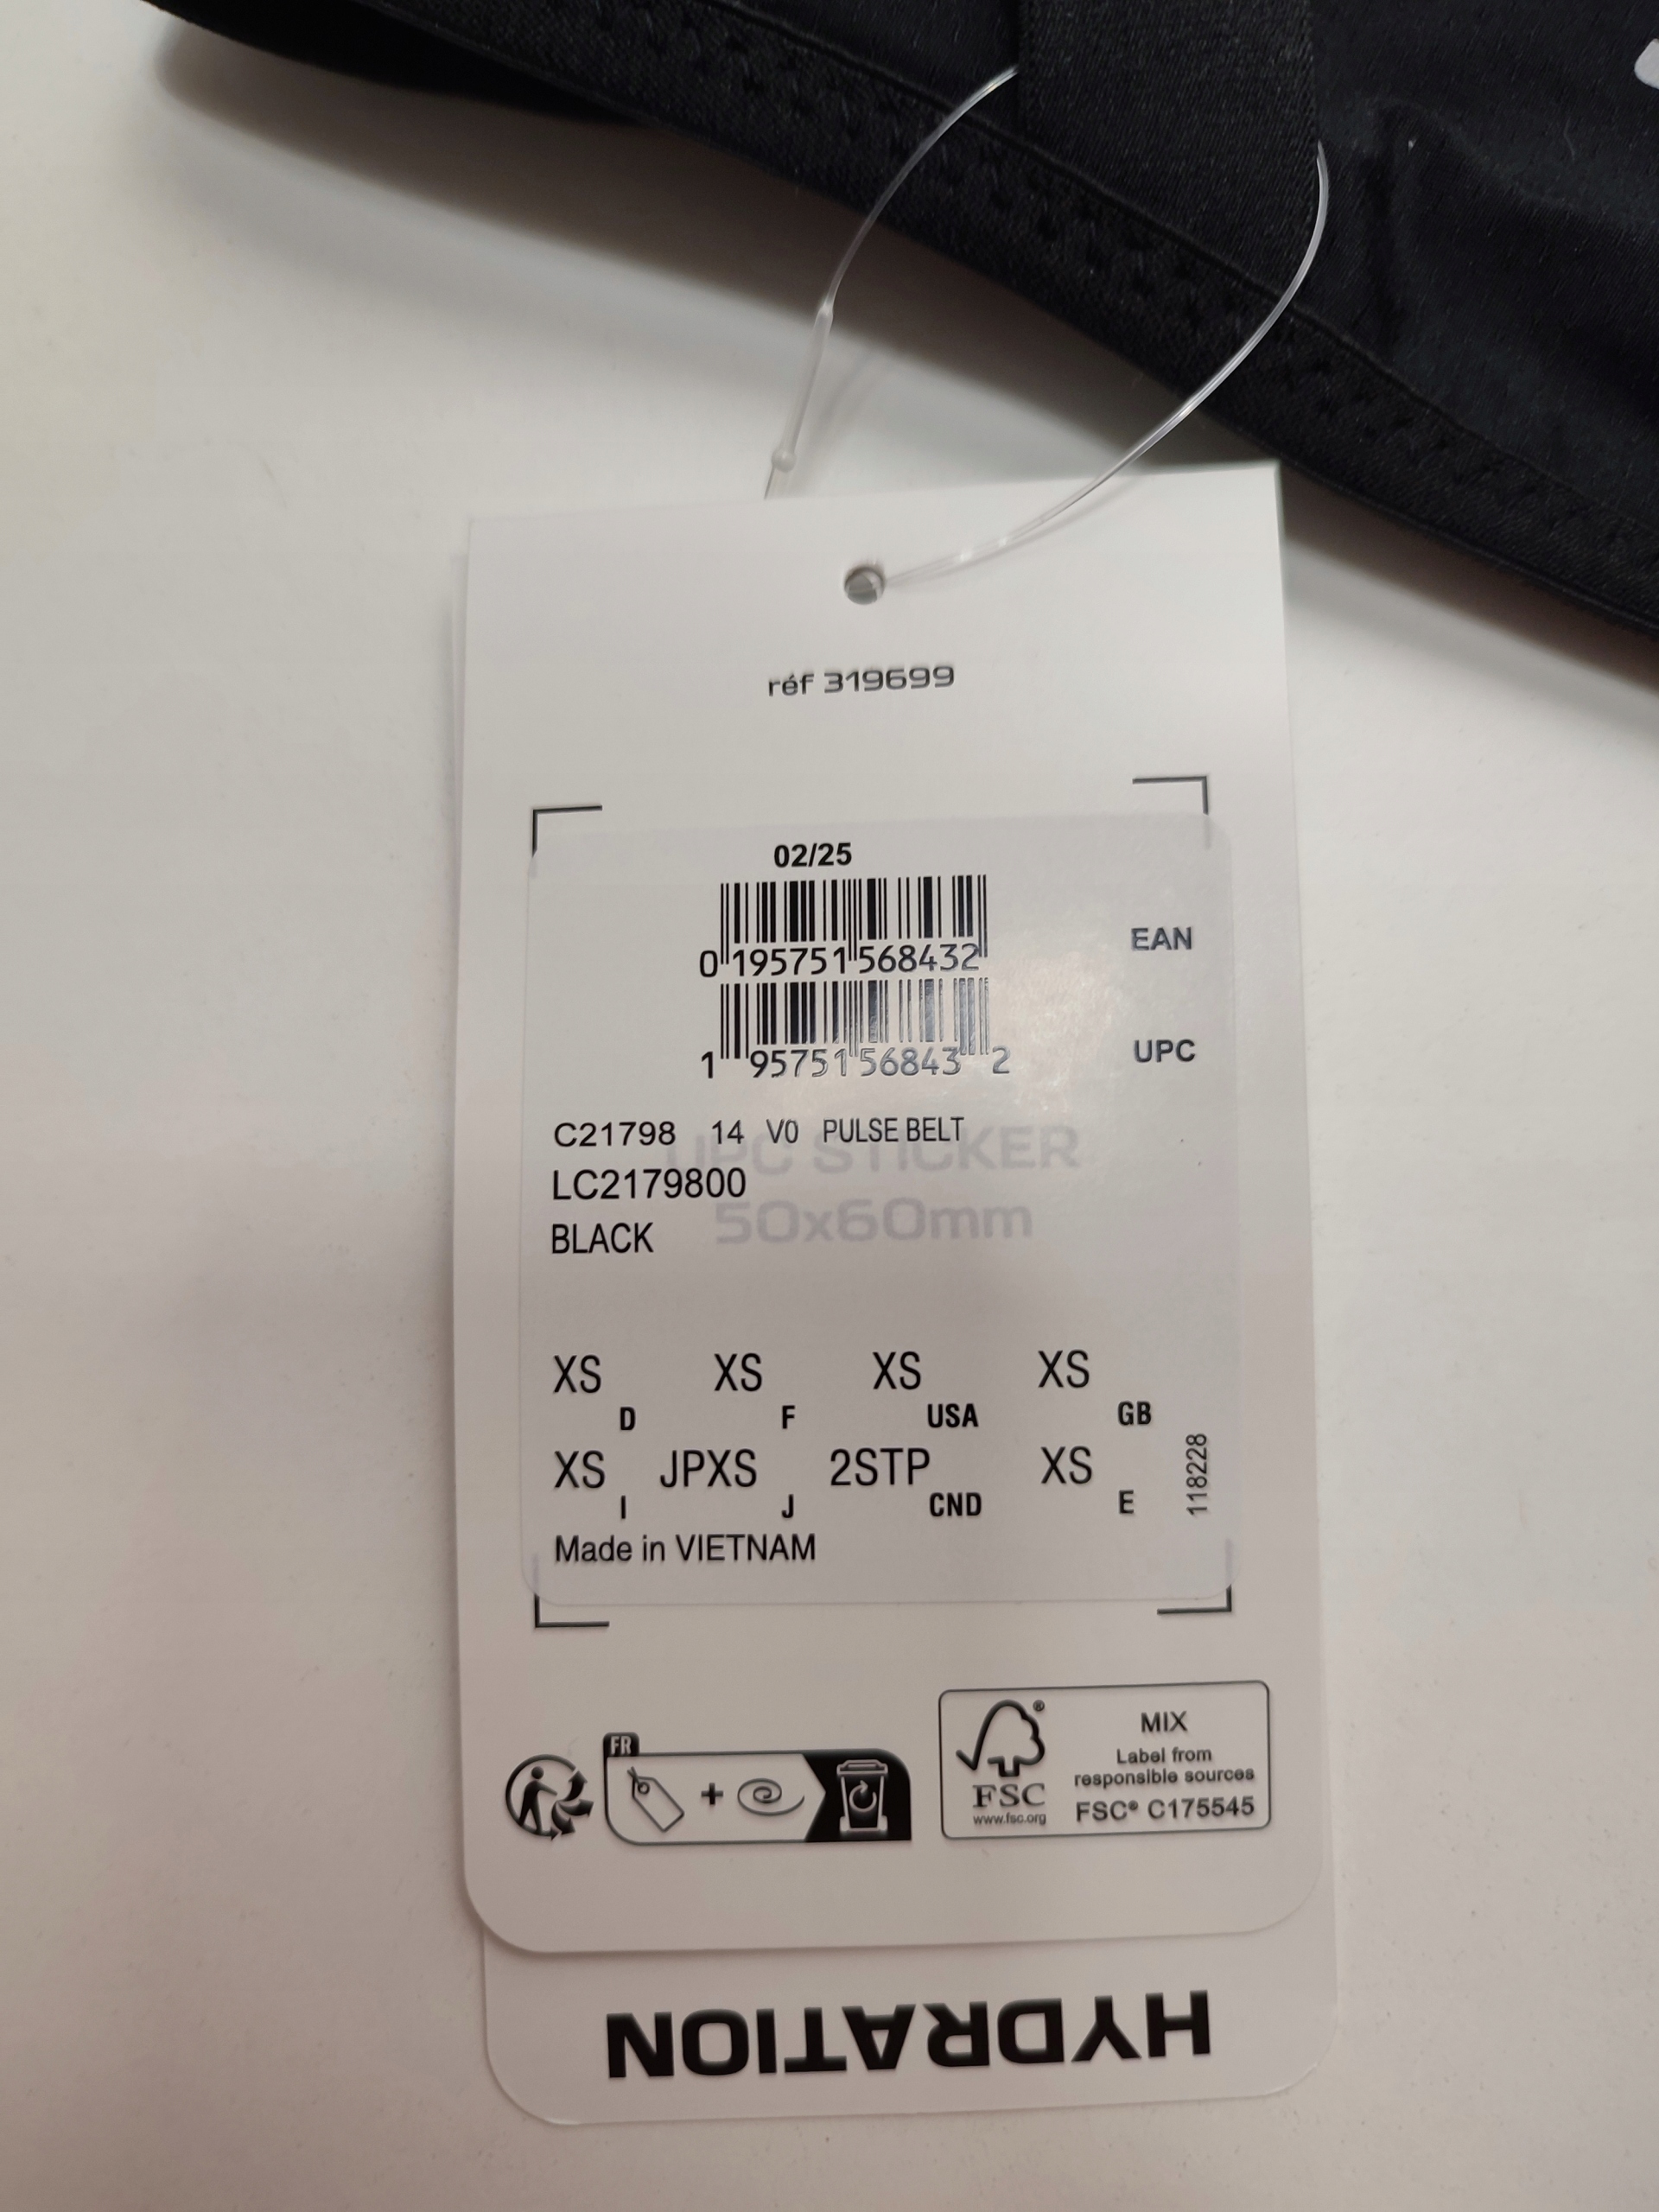 réf 319699
02/25
0 195751 568432
EAN
1 95751 56843 2
UPC
C21798 14 V0 PULSE BELT
LC2179800
BLACK
UPC STICKER
50x60mm
XS D XS F XS USA XS GB
XS I JPXS J 2STP CND XS E
118228
Made in VIETNAM
FR
+
FSC®
www.fsc.org
MIX
Label from
responsible sources
FSC® C175545
HYDRATION